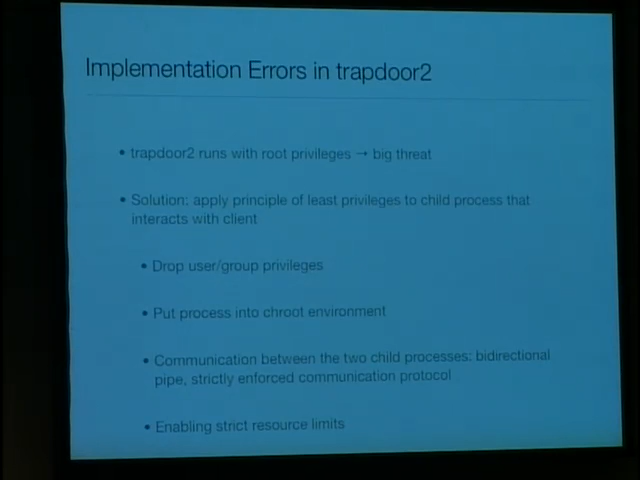 Implementation Errors in trapdoor2
• trapdoor2 runs with root privileges → big threat
• Solution: apply principle of least privileges to child process that
interacts with client
• Drop user/group privileges
• Put process into chroot environment
• Communication between the two child processes: bidirectional
pipe, strictly enforced communication protocol
• Enabling strict resource limits